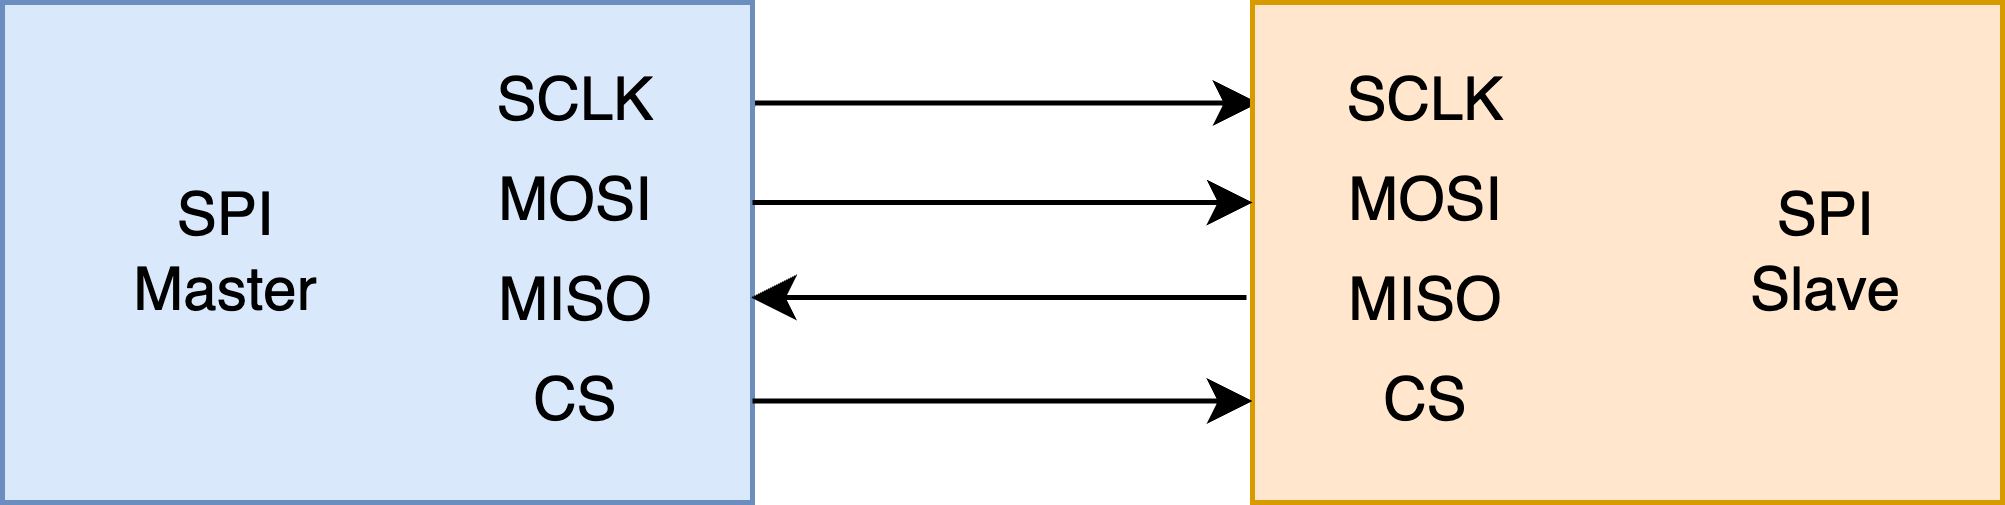 SPI
Master
SCLK
MOSI
MISO
CS
SCLK
MOSI
MISO
CS
SPI
Slave